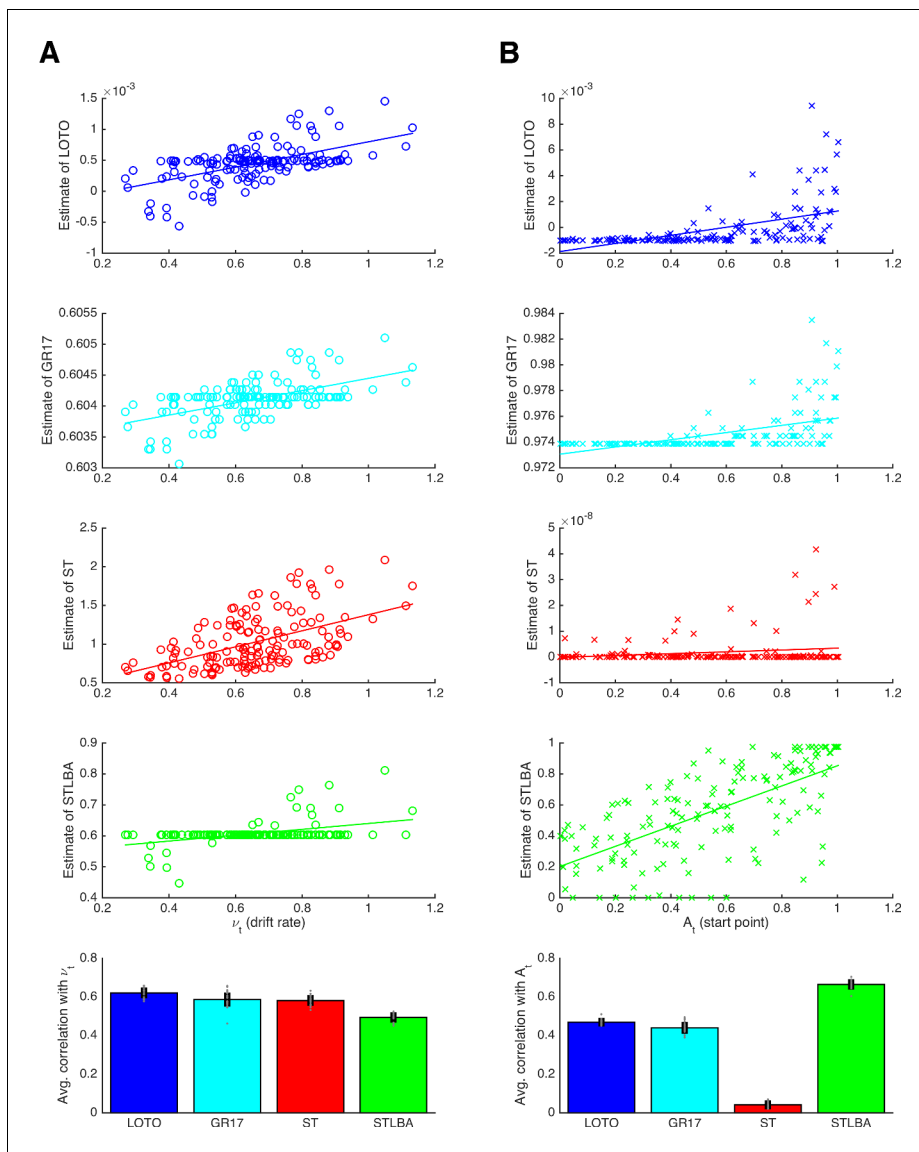 A
×10⁻³
Estimate of LOTO
1.5
1
0.5
0
-0.5
-1
0.2 0.4 0.6 0.8 1 1.2
Estimate of GR17
0.6055
0.605
0.6045
0.604
0.6035
0.603
0.2 0.4 0.6 0.8 1 1.2
Estimate of ST
2.5
2
1.5
1
0.5
0.2 0.4 0.6 0.8 1 1.2
Estimate of STLBA
0.9
0.8
0.7
0.6
0.5
0.4
0.2 0.4 0.6 0.8 1 1.2
νt (drift rate)
Avg. correlation with νt
0.8
0.6
0.4
0.2
0
LOTO GR17 ST STLBA
B
×10⁻³
Estimate of LOTO
10
8
6
4
2
0
-2
0 0.2 0.4 0.6 0.8 1 1.2
Estimate of GR17
0.984
0.982
0.98
0.978
0.976
0.974
0.972
0 0.2 0.4 0.6 0.8 1 1.2
×10⁻⁸
Estimate of ST
5
4
3
2
1
0
-1
0 0.2 0.4 0.6 0.8 1 1.2
Estimate of STLBA
1
0.8
0.6
0.4
0.2
0
0 0.2 0.4 0.6 0.8 1 1.2
At (start point)
Avg. correlation with At
0.8
0.6
0.4
0.2
0
LOTO GR17 ST STLBA